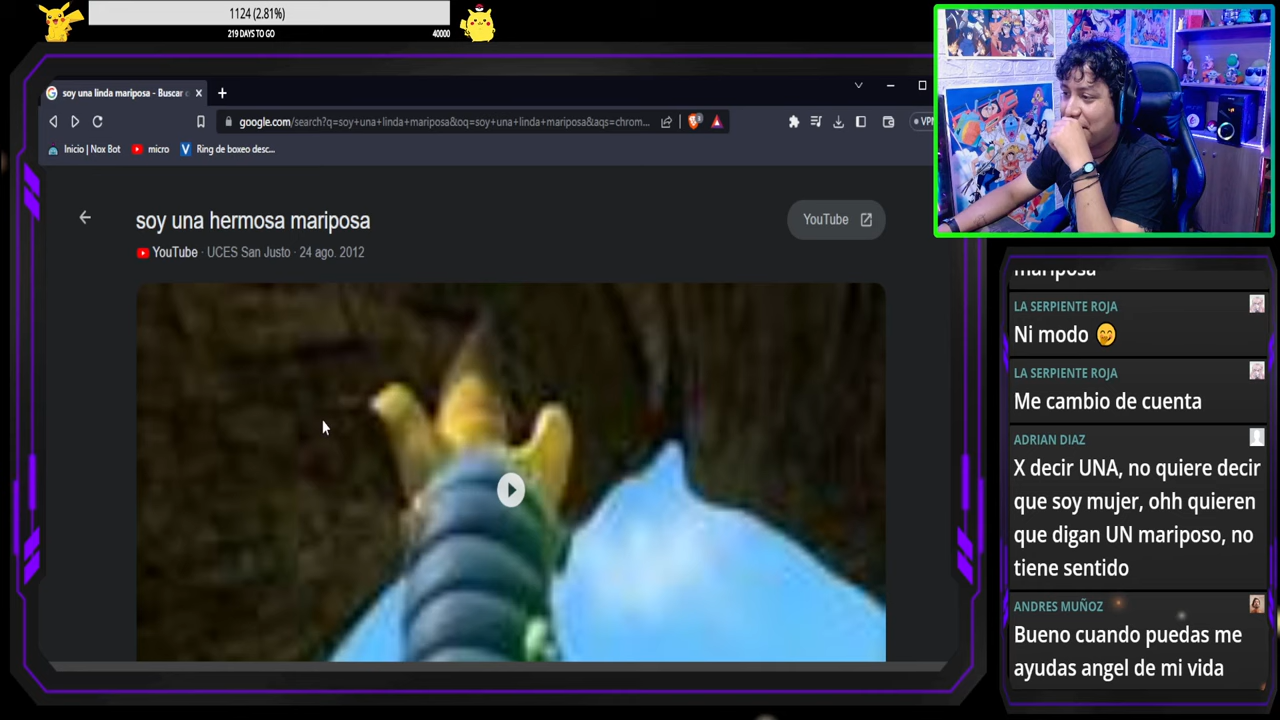 1124 (2.81%)
219 DAYS TO GO
40000
soy una linda mariposa - Buscar
google.com/search?q=soy+una+linda+mariposa&oq=soy+una+linda+mariposa&aqs=chrom...
VPN
Inicio | Nox Bot
micro
Ring de boxeo desc...
soy una hermosa mariposa
YouTube · UCES San Justo · 24 ago. 2012
YouTube
mariposa
LA SERPIENTE ROJA
Ni modo 🤭
LA SERPIENTE ROJA
Me cambio de cuenta
ADRIAN DIAZ
X decir UNA, no quiere decir
que soy mujer, ohh quieren
que digan UN mariposo, no
tiene sentido
ANDRES MUÑOZ
Bueno cuando puedas me
ayudas angel de mi vida